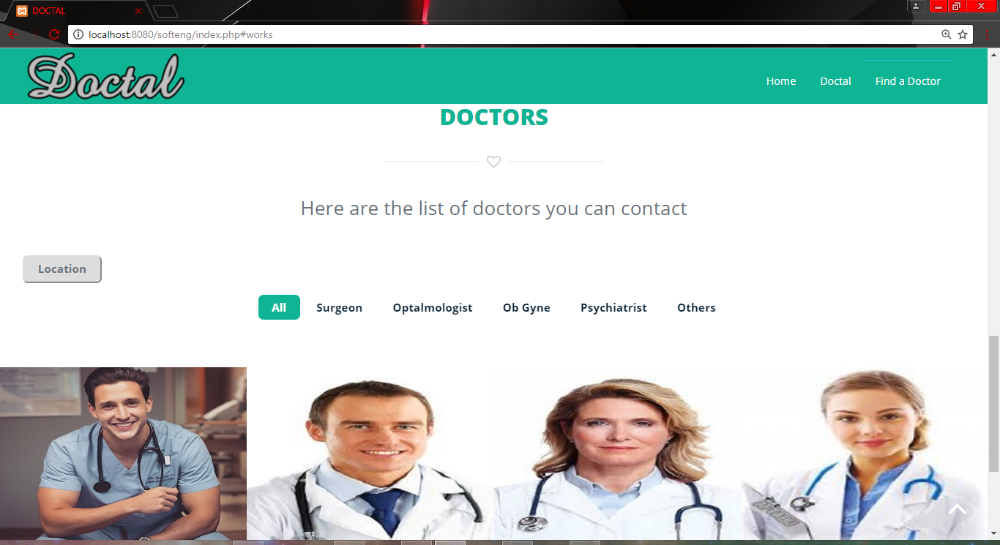 DOCTAL
localhost:8080/softeng/index.php#works
Doctal
Home Doctal Find a Doctor
DOCTORS
Here are the list of doctors you can contact
Location
All Surgeon Optalmologist Ob Gyne Psychiatrist Others